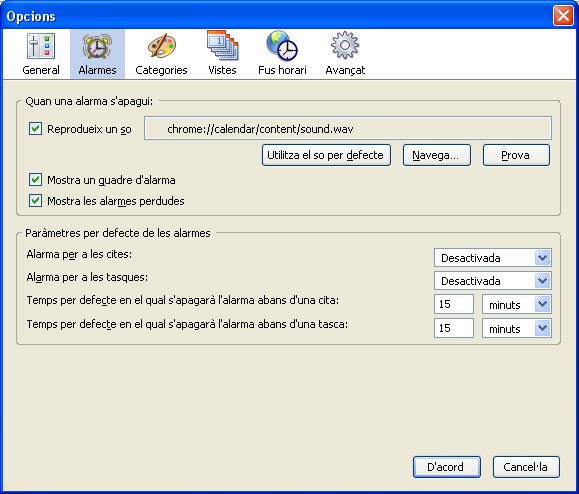 Opcions
General
Alarmes
Categories
Vistes
Fus horari
Avançat
Quan una alarma s'apagui:
Reprodueix un so
chrome://calendar/content/sound.wav
Utilitza el so per defecte
Navega...
Prova
Mostra un quadre d'alarma
Mostra les alarmes perdudes
Paràmetres per defecte de les alarmes
Alarma per a les cites:
Desactivada
Alarma per a les tasques:
Desactivada
Temps per defecte en el qual s'apagarà l'alarma abans d'una cita:
15
minuts
Temps per defecte en el qual s'apagarà l'alarma abans d'una tasca:
15
minuts
D'acord
Cancel·la